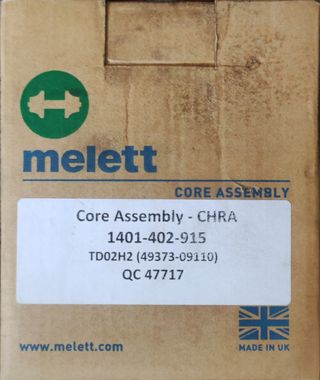 melett
CORE ASSEMBLY
Core Assembly - CHRA
1401-402-915
TD02H2 (49373-09110)
QC 47717
www.melett.com
MADE IN UK